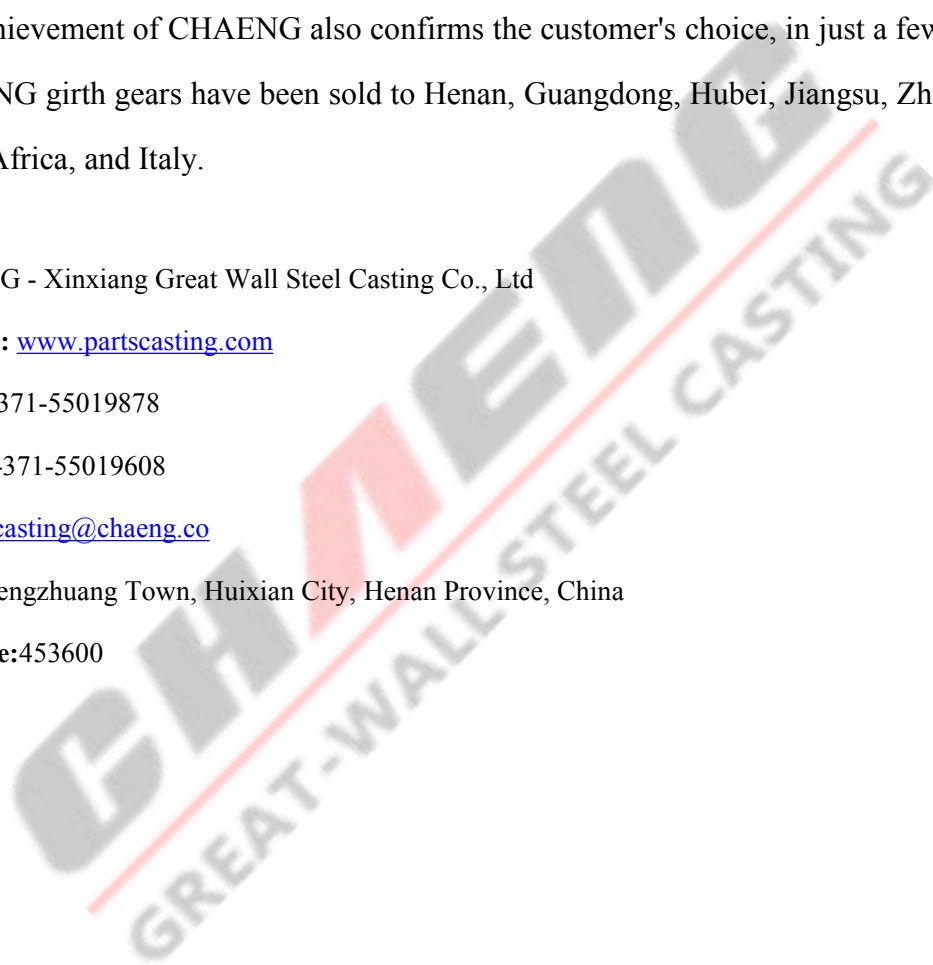 hievement of CHAENG also confirms the customer's choice, in just a few
NG girth gears have been sold to Henan, Guangdong, Hubei, Jiangsu, Zh
Africa, and Italy.
G - Xinxiang Great Wall Steel Casting Co., Ltd
: www.partscasting.com
371-55019878
-371-55019608
casting@chaeng.co
engzhuang Town, Huixian City, Henan Province, China
e:453600
CHAENG
GREAT-WALL STEEL CASTING